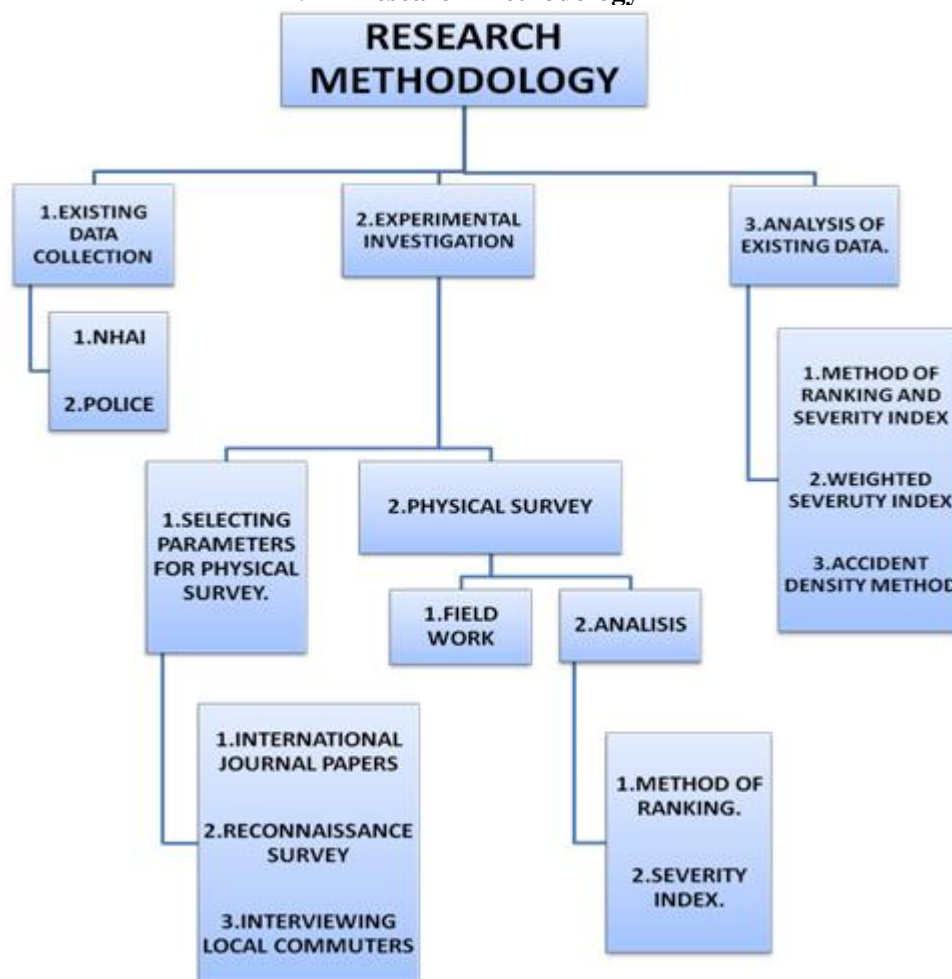 Research Methodology
RESEARCH
METHODOLOGY
1.EXISTING
DATA
COLLECTION
2.EXPERIMENTAL
INVESTIGATION
3.ANALYSIS OF
EXISTING DATA.
1.NHAI
2.POLICE
1.METHOD OF
RANKING AND
SEVERITY INDEX
2.WEIGHTED
SEVERUTY INDEX
3.ACCIDENT
DENSITY METHOD
1.SELECTING
PARAMETERS
FOR PHYSICAL
SURVEY.
2.PHYSICAL SURVEY
1.FIELD
WORK
2.ANALISIS
1.INTERNATIONAL
JOURNAL PAPERS
2.RECONNAISSANCE
SURVEY
3.INTERVIEWING
LOCAL COMMUTERS
1.METHOD OF
RANKING.
2.SEVERITY
INDEX.